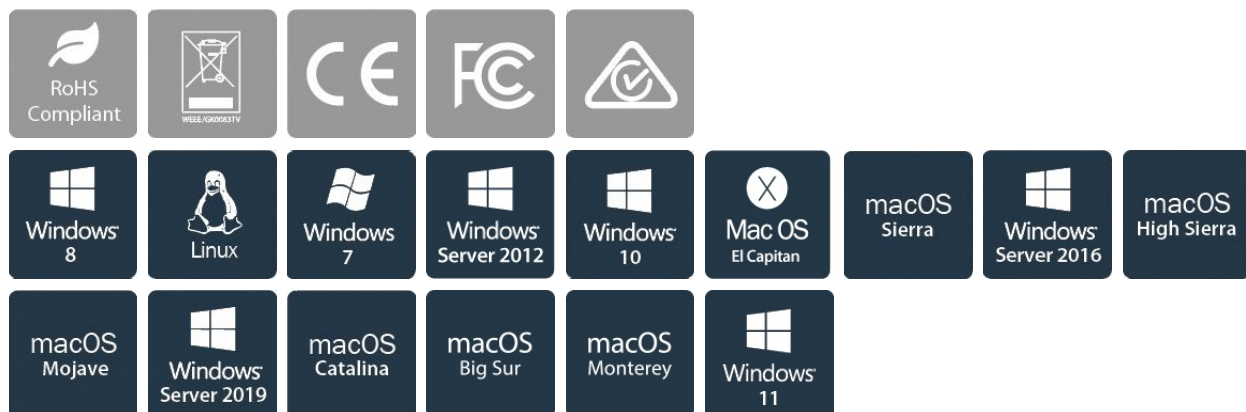 RoHS
Compliant
WEEE/GK0063TV
CE
FC
Windows
8
Linux
Windows
7
Windows
Server 2012
Windows
10
X
Mac OS
El Capitan
macOS
Sierra
Windows
Server 2016
macOS
High Sierra
macOS
Mojave
Windows
Server 2019
macOS
Catalina
macOS
Big Sur
macOS
Monterey
Windows
11